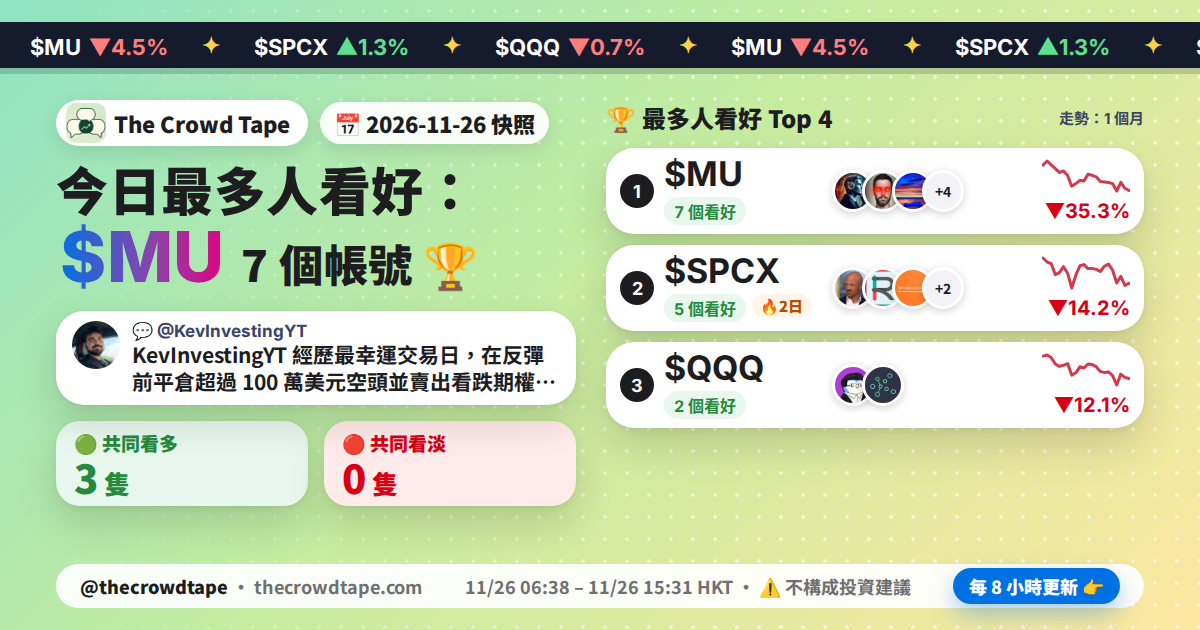 $MU ▼4.5% ✦ $SPCX ▲1.3% ✦ $QQQ ▼0.7% ✦ $MU ▼4.5% ✦ $SPCX ▲1.3% ✦
The Crowd Tape
📅 2026-11-26 快照
今日最多人看好：
$MU 7 個帳號 🏆
💬 @KevInvestingYT
KevInvestingYT 經歷最幸運交易日，在反彈
前平倉超過 100 萬美元空頭並賣出看跌期權…
🟢 共同看多
3 隻
🔴 共同看淡
0 隻
🏆 最多人看好 Top 4
走勢：1個月
1 $MU
7 個看好
+4
▼35.3%
2 $SPCX
5 個看好 🔥2日
+2
▼14.2%
3 $QQQ
2 個看好
▼12.1%
@thecrowdtape • thecrowdtape.com
11/26 06:38 – 11/26 15:31 HKT • ⚠️ 不構成投資建議
每 8 小時更新 👉